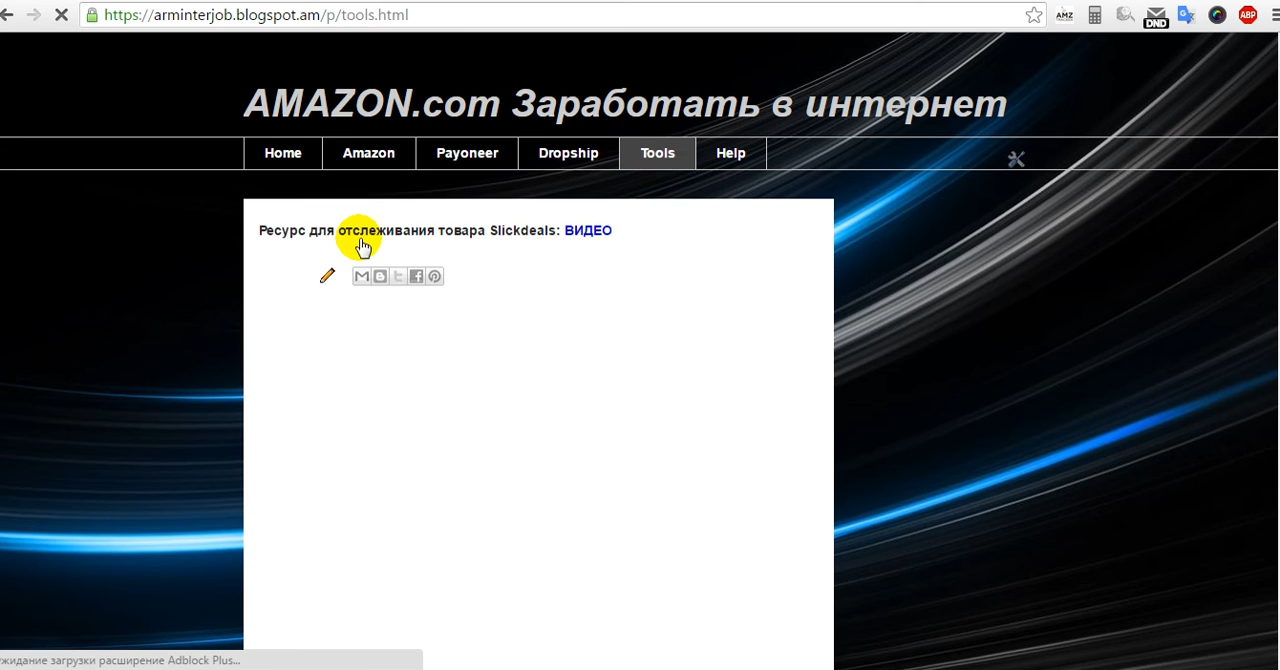 https://arminterjob.blogspot.am/p/tools.html
AMZ
DND
ABP
AMAZON.com Заработать в интернет
Home Amazon Payoneer Dropship Tools Help
Ресурс для отслеживания товара Slickdeals: ВИДЕО
жидание загрузки расширение Adblock Plus...